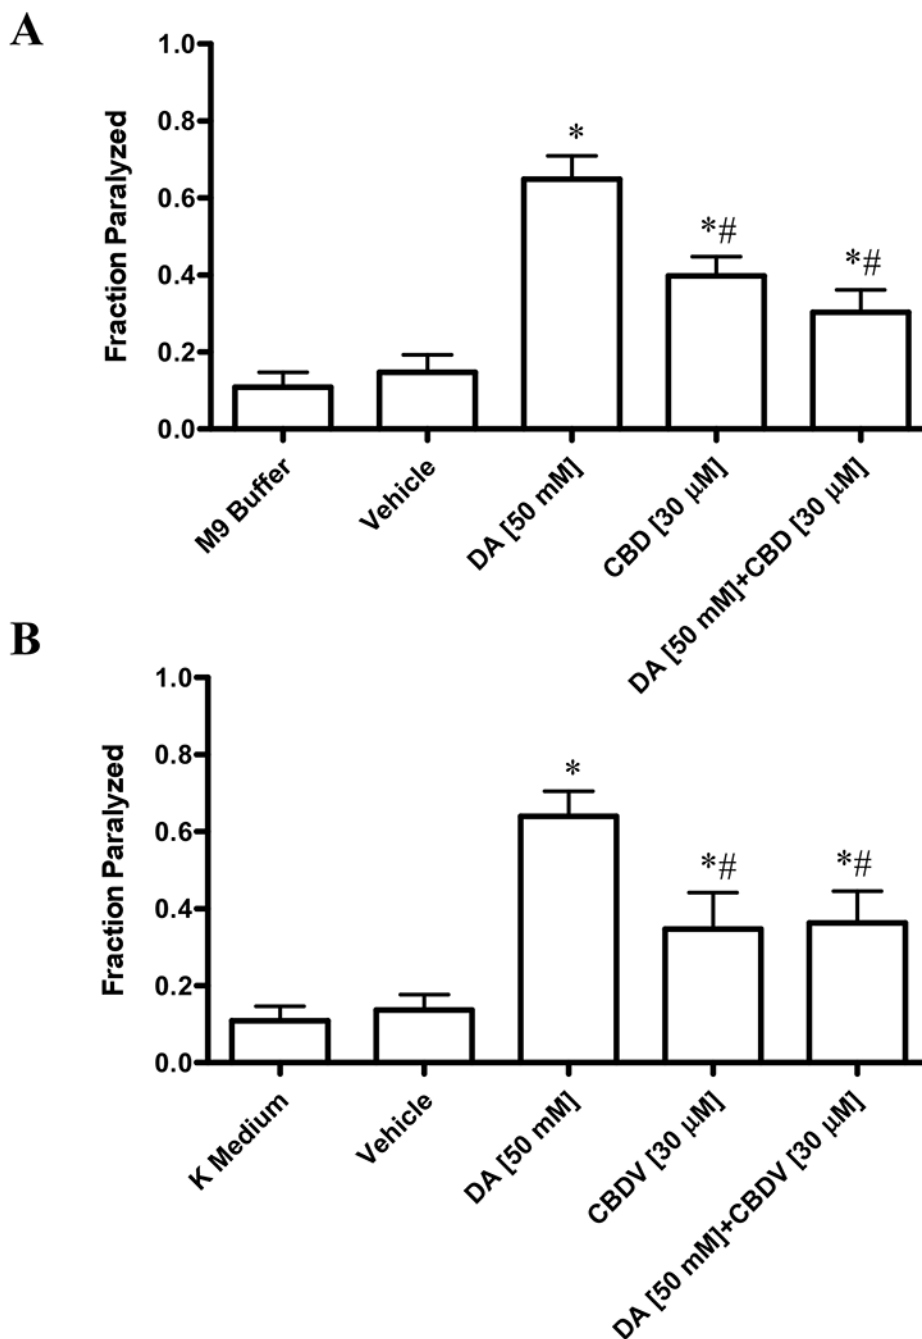 A
Fraction Paralyzed
1.0
0.8
0.6
0.4
0.2
0.0
*
*#
*#
M9 Buffer
Vehicle
DA [50 mM]
CBD [30 μM]
DA [50 mM]+CBD [30 μM]
B
Fraction Paralyzed
1.0
0.8
0.6
0.4
0.2
0.0
*
*#
*#
K Medium
Vehicle
DA [50 mM]
CBDV [30 μM]
DA [50 mM]+CBDV [30 μM]